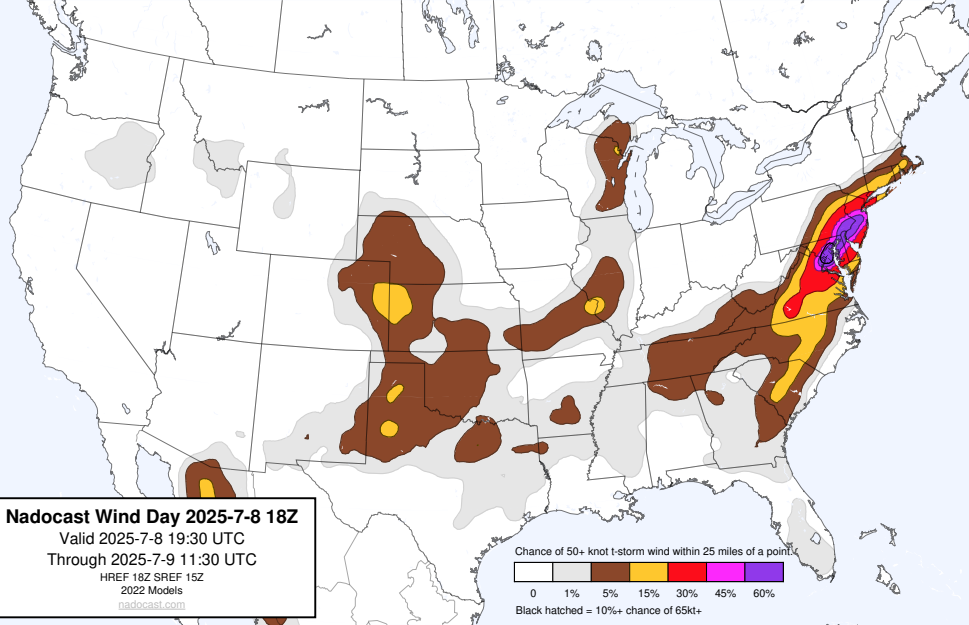 Nadocast Wind Day 2025-7-8 18Z
Valid 2025-7-8 19:30 UTC
Through 2025-7-9 11:30 UTC
HREF 18Z SREF 15Z
2022 Models
nadocast.com
Chance of 50+ knot t-storm wind within 25 miles of a point.
0 1% 5% 15% 30% 45% 60%
Black hatched = 10%+ chance of 65kt+